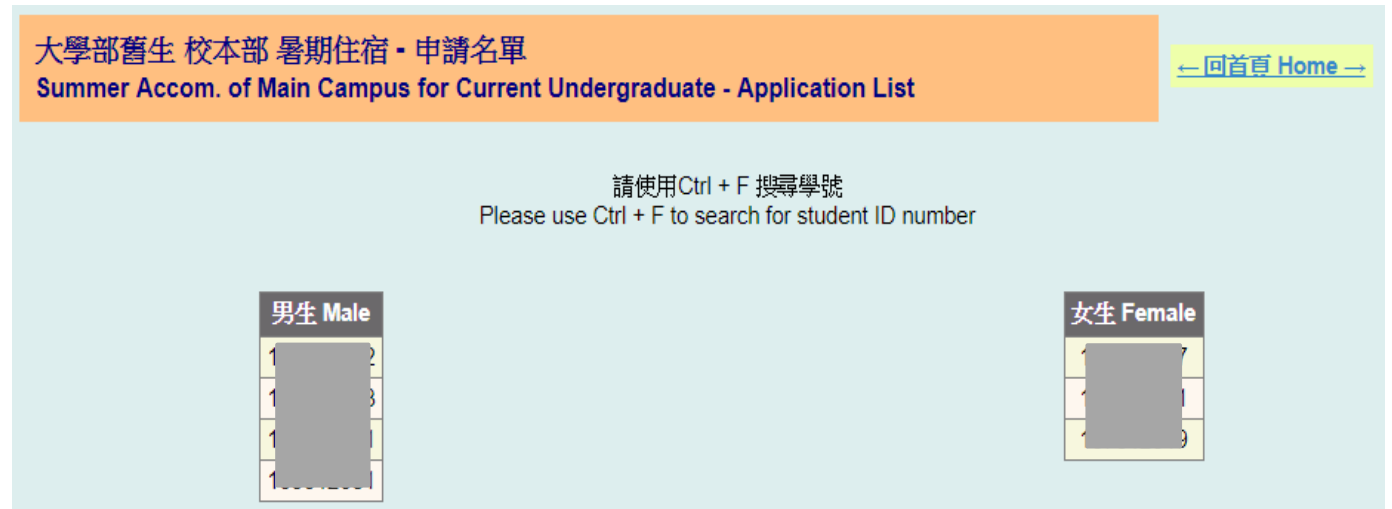 大學部舊生 校本部 暑期住宿 - 申請名單
Summer Accom. of Main Campus for Current Undergraduate - Application List
← 回首頁 Home →
請使用Ctrl + F 搜尋學號
Please use Ctrl + F to search for student ID number
男生 Male
女生 Female